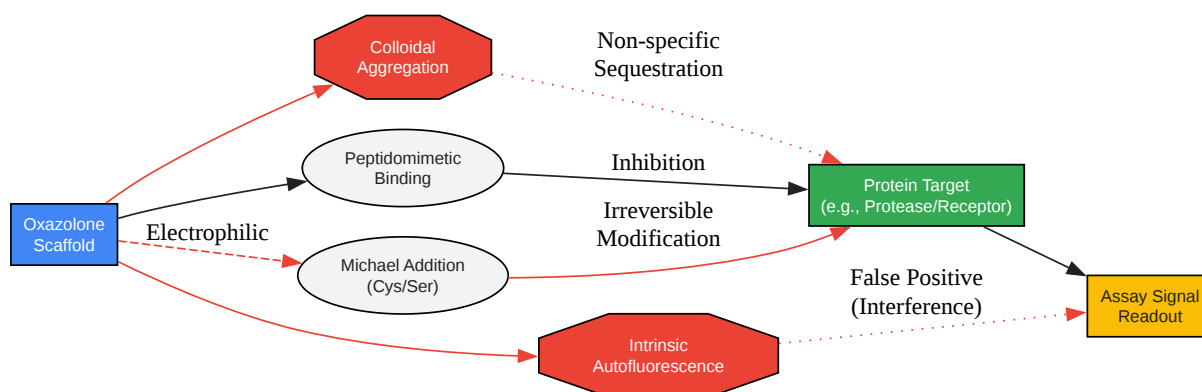 Colloidal
Aggregation
Non-specific
Sequestration
Peptidomimetic
Binding
Inhibition
Protein Target
(e.g., Protease/Receptor)
Oxazolone
Scaffold
Electrophilic
Irreversible
Modification
Michael Addition
(Cys/Ser)
False Positive
(Interference)
Assay Signal
Readout
Intrinsic
Autofluorescence